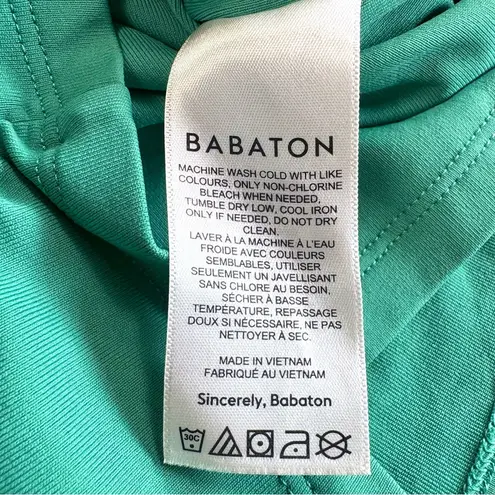 BABATON
MACHINE WASH COLD WITH LIKE
COLOURS, ONLY NON-CHLORINE
BLEACH WHEN NEEDED,
TUMBLE DRY LOW, COOL IRON
ONLY IF NEEDED, DO NOT DRY
CLEAN.
LAVER À LA MACHINE À L'EAU
FROIDE AVEC COULEURS
SEMBLABLES, UTILISER
SEULEMENT UN JAVELLISANT
SANS CHLORE AU BESOIN,
SÉCHER À BASSE
TEMPÉRATURE, REPASSAGE
DOUX SI NÉCESSAIRE, NE PAS
NETTOYER À SEC.
MADE IN VIETNAM
FABRIQUÉ AU VIETNAM
Sincerely, Babaton
30C